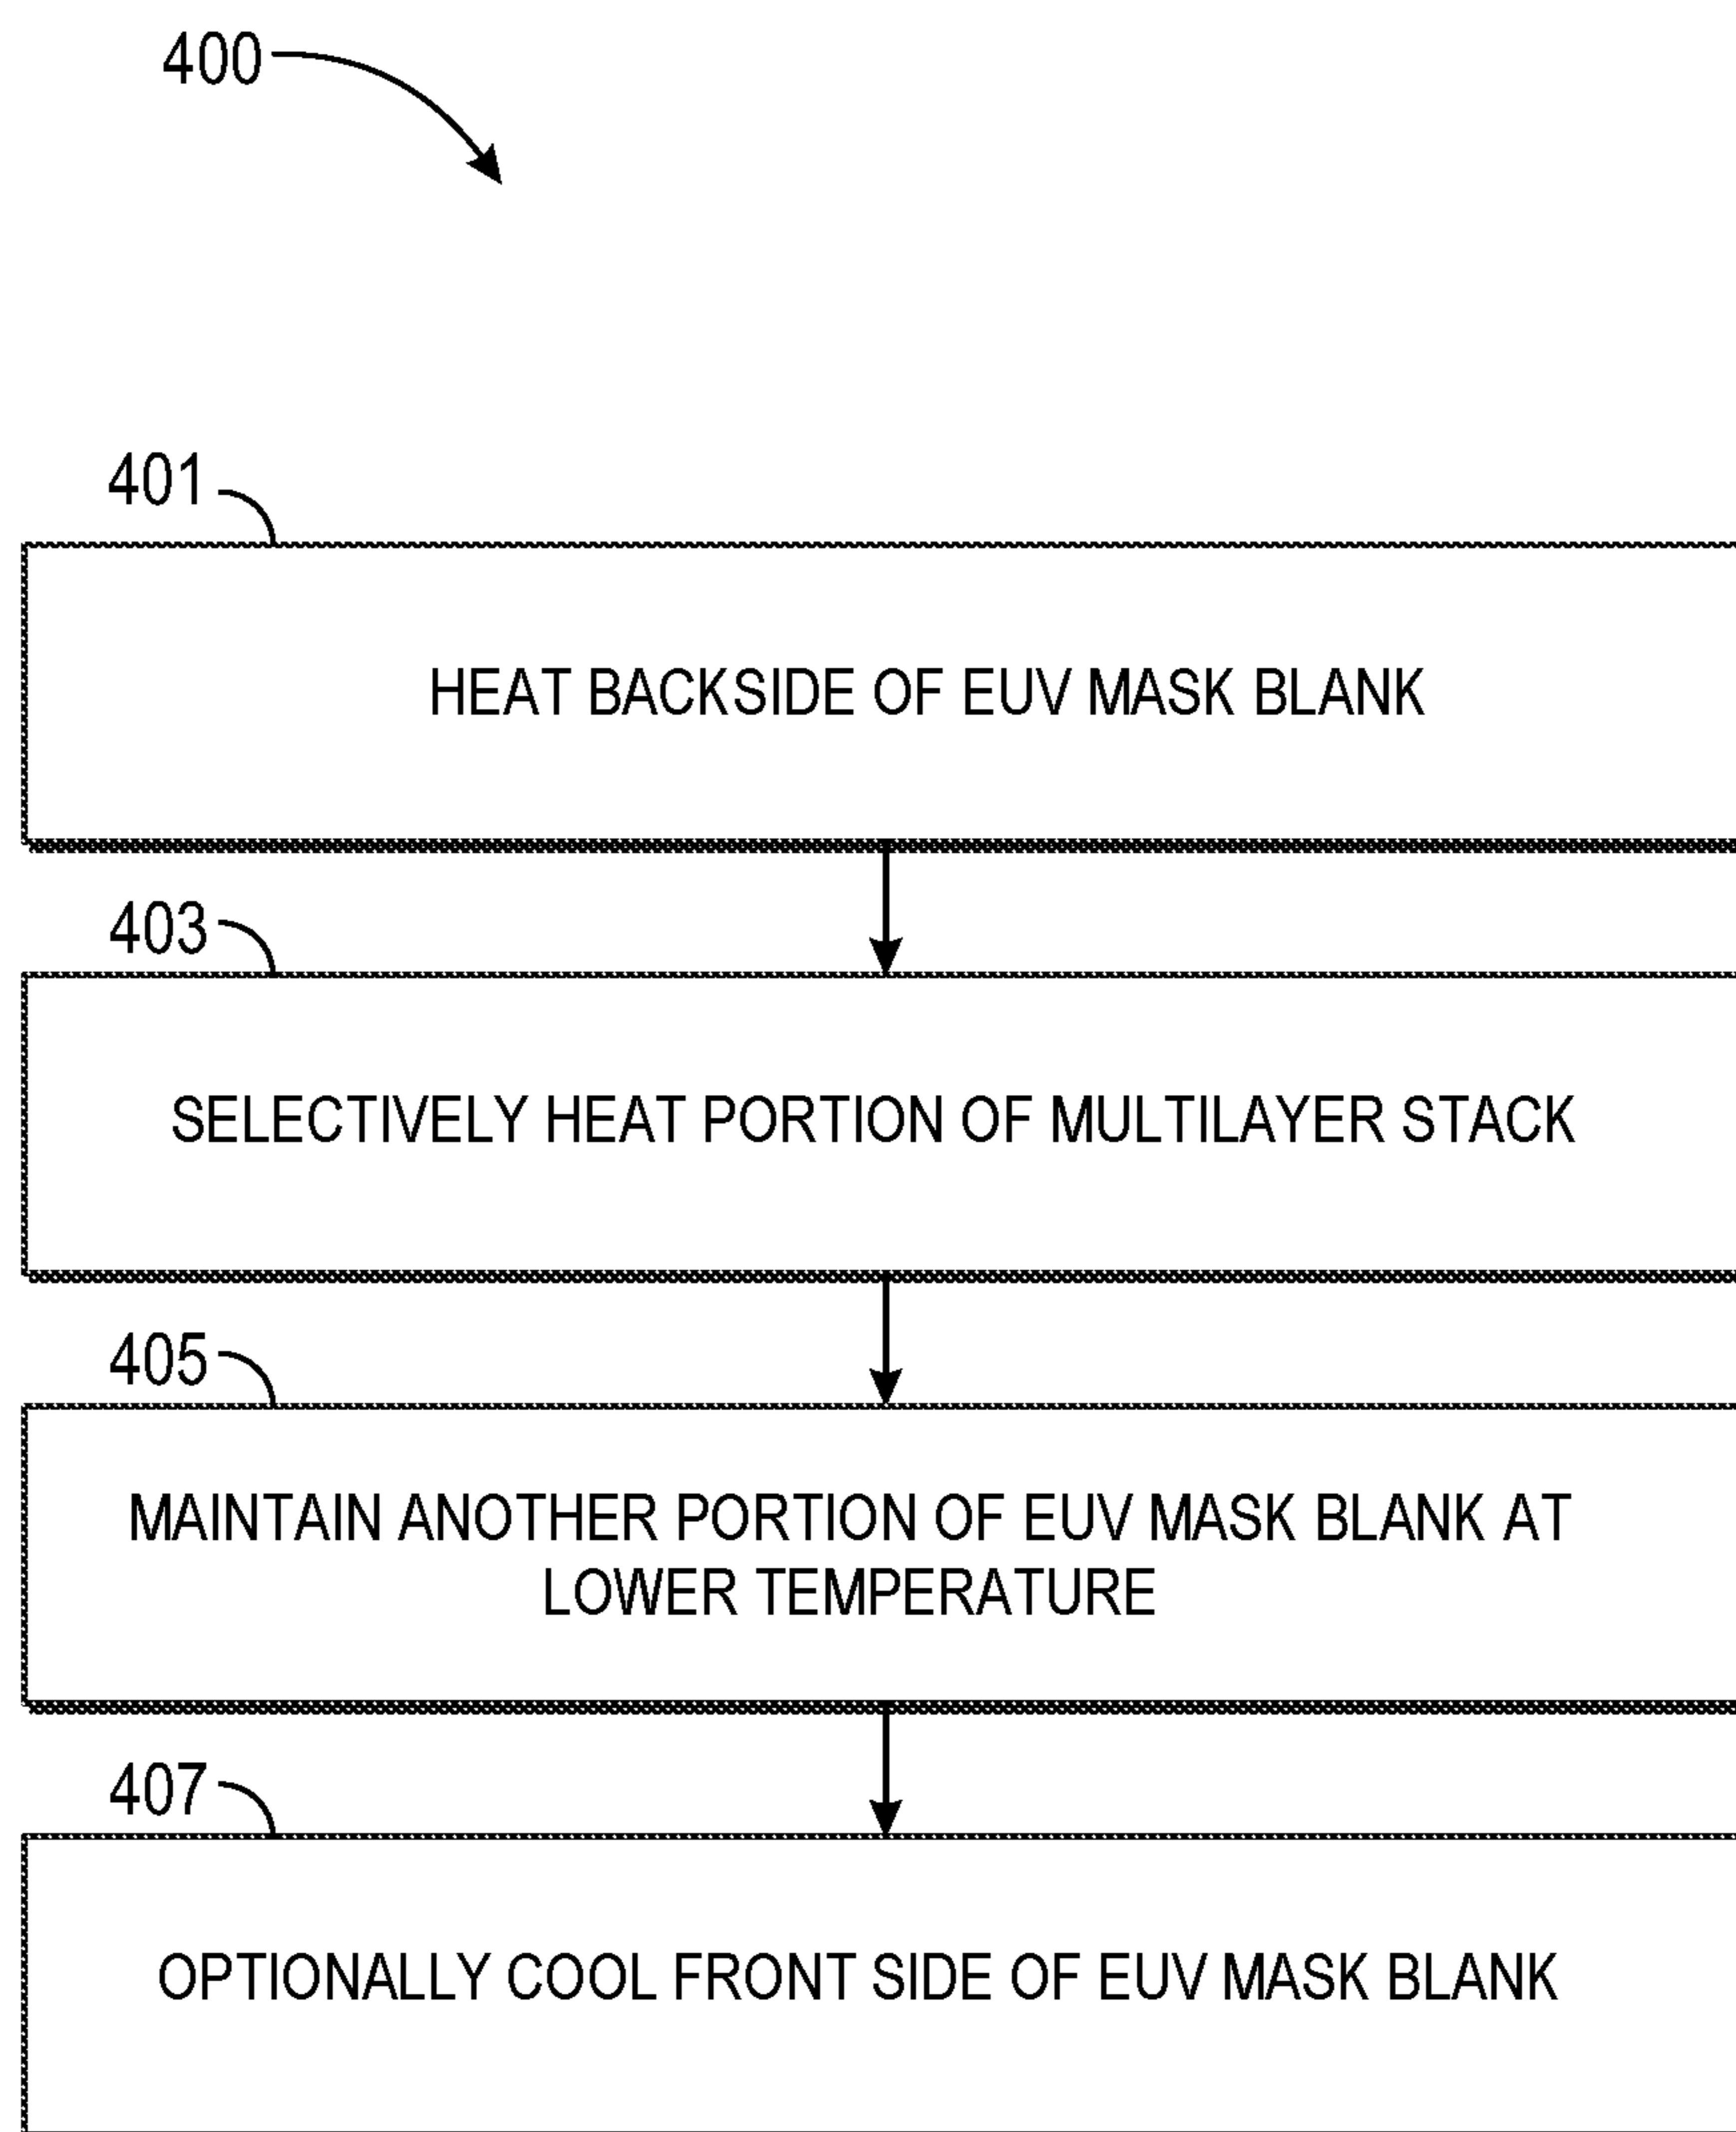 400
401
HEAT BACKSIDE OF EUV MASK BLANK
403
SELECTIVELY HEAT PORTION OF MULTILAYER STACK
405
MAINTAIN ANOTHER PORTION OF EUV MASK BLANK AT
LOWER TEMPERATURE
407
OPTIONALLY COOL FRONT SIDE OF EUV MASK BLANK